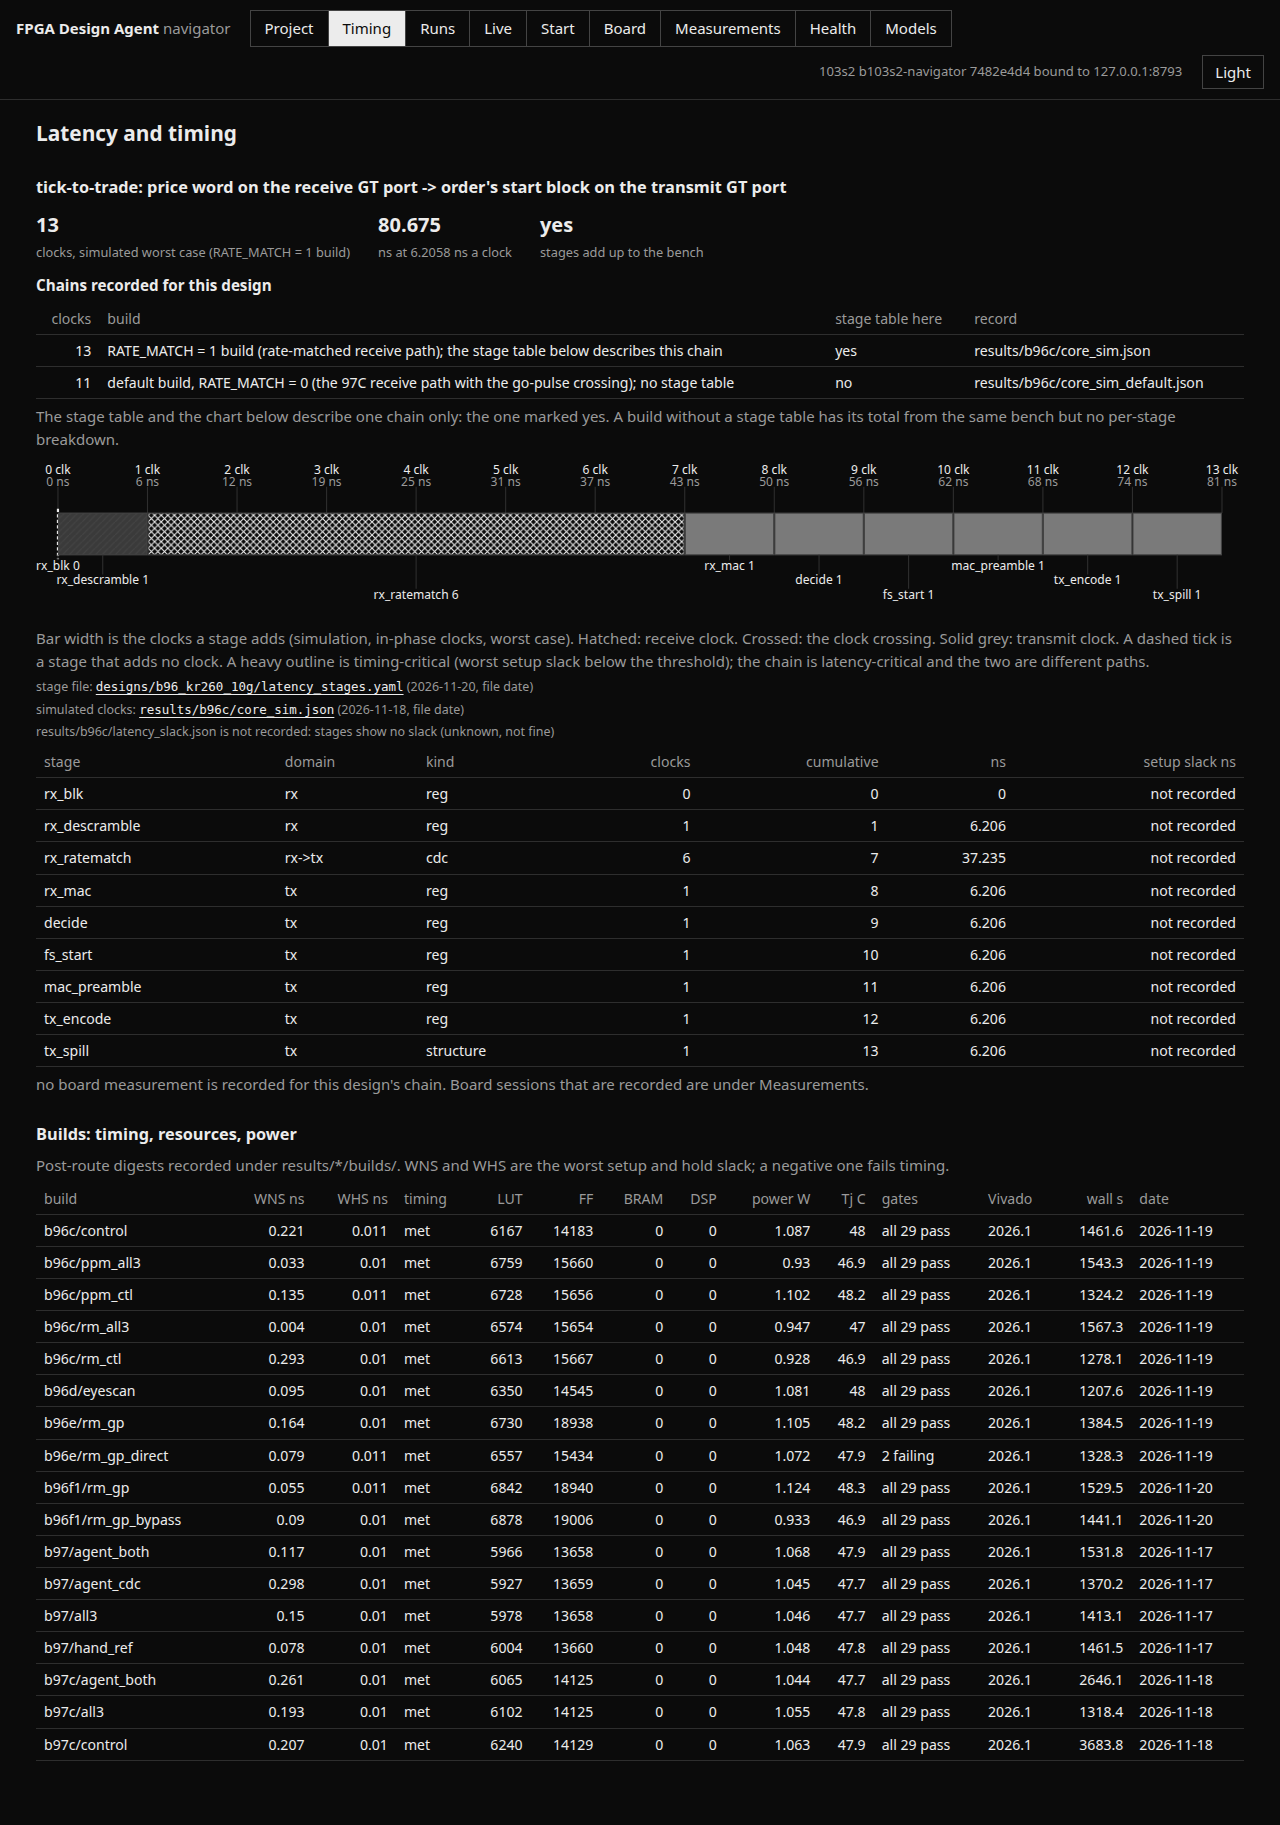 FPGA Design Agent navigator Project Timing Runs Live Start Board Measurements Health Models
103s2 b103s2-navigator 7482e4d4 bound to 127.0.0.1:8793 Light
Latency and timing
tick-to-trade: price word on the receive GT port -> order's start block on the transmit GT port
13 80.675 yes
clocks, simulated worst case (RATE_MATCH = 1 build) ns at 6.2058 ns a clock stages add up to the bench
Chains recorded for this design
clocks build stage table here record
13 RATE_MATCH = 1 build (rate-matched receive path); the stage table below describes this chain yes results/b96c/core_sim.json
11 default build, RATE_MATCH = 0 (the 97C receive path with the go-pulse crossing); no stage table no results/b96c/core_sim_default.json
The stage table and the chart below describe one chain only: the one marked yes. A build without a stage table has its total from the same bench but no per-stage
breakdown.
0 clk 1 clk 2 clk 3 clk 4 clk 5 clk 6 clk 7 clk 8 clk 9 clk 10 clk 11 clk 12 clk 13 clk
0 ns 6 ns 12 ns 19 ns 25 ns 31 ns 37 ns 43 ns 50 ns 56 ns 62 ns 68 ns 74 ns 81 ns
rx_blk 0 rx_mac 1 mac_preamble 1
rx_descramble 1 decide 1 tx_encode 1
rx_ratematch 6 fs_start 1 tx_spill 1
Bar width is the clocks a stage adds (simulation, in-phase clocks, worst case). Hatched: receive clock. Crossed: the clock crossing. Solid grey: transmit clock. A dashed tick is
a stage that adds no clock. A heavy outline is timing-critical (worst setup slack below the threshold); the chain is latency-critical and the two are different paths.
stage file: designs/b96_kr260_10g/latency_stages.yaml (2026-11-20, file date)
simulated clocks: results/b96c/core_sim.json (2026-11-18, file date)
results/b96c/latency_slack.json is not recorded: stages show no slack (unknown, not fine)
stage domain kind clocks cumulative ns setup slack ns
rx_blk rx reg 0 0 0 not recorded
rx_descramble rx reg 1 1 6.206 not recorded
rx_ratematch rx->tx cdc 6 7 37.235 not recorded
rx_mac tx reg 1 8 6.206 not recorded
decide tx reg 1 9 6.206 not recorded
fs_start tx reg 1 10 6.206 not recorded
mac_preamble tx reg 1 11 6.206 not recorded
tx_encode tx reg 1 12 6.206 not recorded
tx_spill tx structure 1 13 6.206 not recorded
no board measurement is recorded for this design's chain. Board sessions that are recorded are under Measurements.
Builds: timing, resources, power
Post-route digests recorded under results/*/builds/. WNS and WHS are the worst setup and hold slack; a negative one fails timing.
build WNS ns WHS ns timing LUT FF BRAM DSP power W Tj C gates Vivado wall s date
b96c/control 0.221 0.011 met 6167 14183 0 0 1.087 48 all 29 pass 2026.1 1461.6 2026-11-19
b96c/ppm_all3 0.033 0.01 met 6759 15660 0 0 0.93 46.9 all 29 pass 2026.1 1543.3 2026-11-19
b96c/ppm_ctl 0.135 0.011 met 6728 15656 0 0 1.102 48.2 all 29 pass 2026.1 1324.2 2026-11-19
b96c/rm_all3 0.004 0.01 met 6574 15654 0 0 0.947 47 all 29 pass 2026.1 1567.3 2026-11-19
b96c/rm_ctl 0.293 0.01 met 6613 15667 0 0 0.928 46.9 all 29 pass 2026.1 1278.1 2026-11-19
b96d/eyescan 0.095 0.01 met 6350 14545 0 0 1.081 48 all 29 pass 2026.1 1207.6 2026-11-19
b96e/rm_gp 0.164 0.01 met 6730 18938 0 0 1.105 48.2 all 29 pass 2026.1 1384.5 2026-11-19
b96e/rm_gp_direct 0.079 0.011 met 6557 15434 0 0 1.072 47.9 2 failing 2026.1 1328.3 2026-11-19
b96f1/rm_gp 0.055 0.011 met 6842 18940 0 0 1.124 48.3 all 29 pass 2026.1 1529.5 2026-11-20
b96f1/rm_gp_bypass 0.09 0.01 met 6878 19006 0 0 0.933 46.9 all 29 pass 2026.1 1441.1 2026-11-20
b97/agent_both 0.117 0.01 met 5966 13658 0 0 1.068 47.9 all 29 pass 2026.1 1531.8 2026-11-17
b97/agent_cdc 0.298 0.01 met 5927 13659 0 0 1.045 47.7 all 29 pass 2026.1 1370.2 2026-11-17
b97/all3 0.15 0.01 met 5978 13658 0 0 1.046 47.7 all 29 pass 2026.1 1413.1 2026-11-17
b97/hand_ref 0.078 0.01 met 6004 13660 0 0 1.048 47.8 all 29 pass 2026.1 1461.5 2026-11-17
b97c/agent_both 0.261 0.01 met 6065 14125 0 0 1.044 47.7 all 29 pass 2026.1 2646.1 2026-11-18
b97c/all3 0.193 0.01 met 6102 14125 0 0 1.055 47.8 all 29 pass 2026.1 1318.4 2026-11-18
b97c/control 0.207 0.01 met 6240 14129 0 0 1.063 47.9 all 29 pass 2026.1 3683.8 2026-11-18